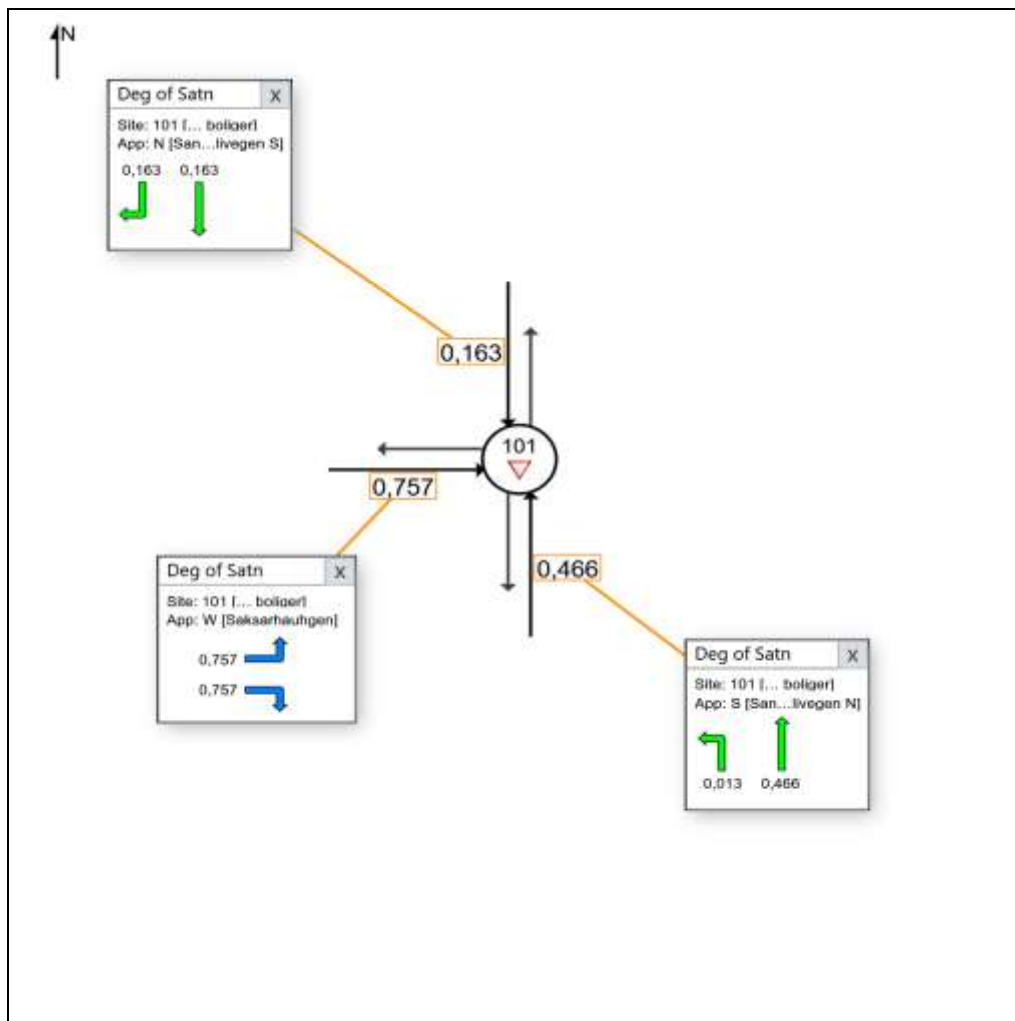 N
Deg of Satn X
Site: 101 [... boliger]
App: N [San...livegen S]
0,163 0,163
0,163
101
0,757
0,466
Deg of Satn X
Site: 101 [... boliger]
App: W [Saksarhauhgen]
0,757
0,757
Deg of Satn X
Site: 101 [... boliger]
App: S [San...livegen N]
0,013 0,466